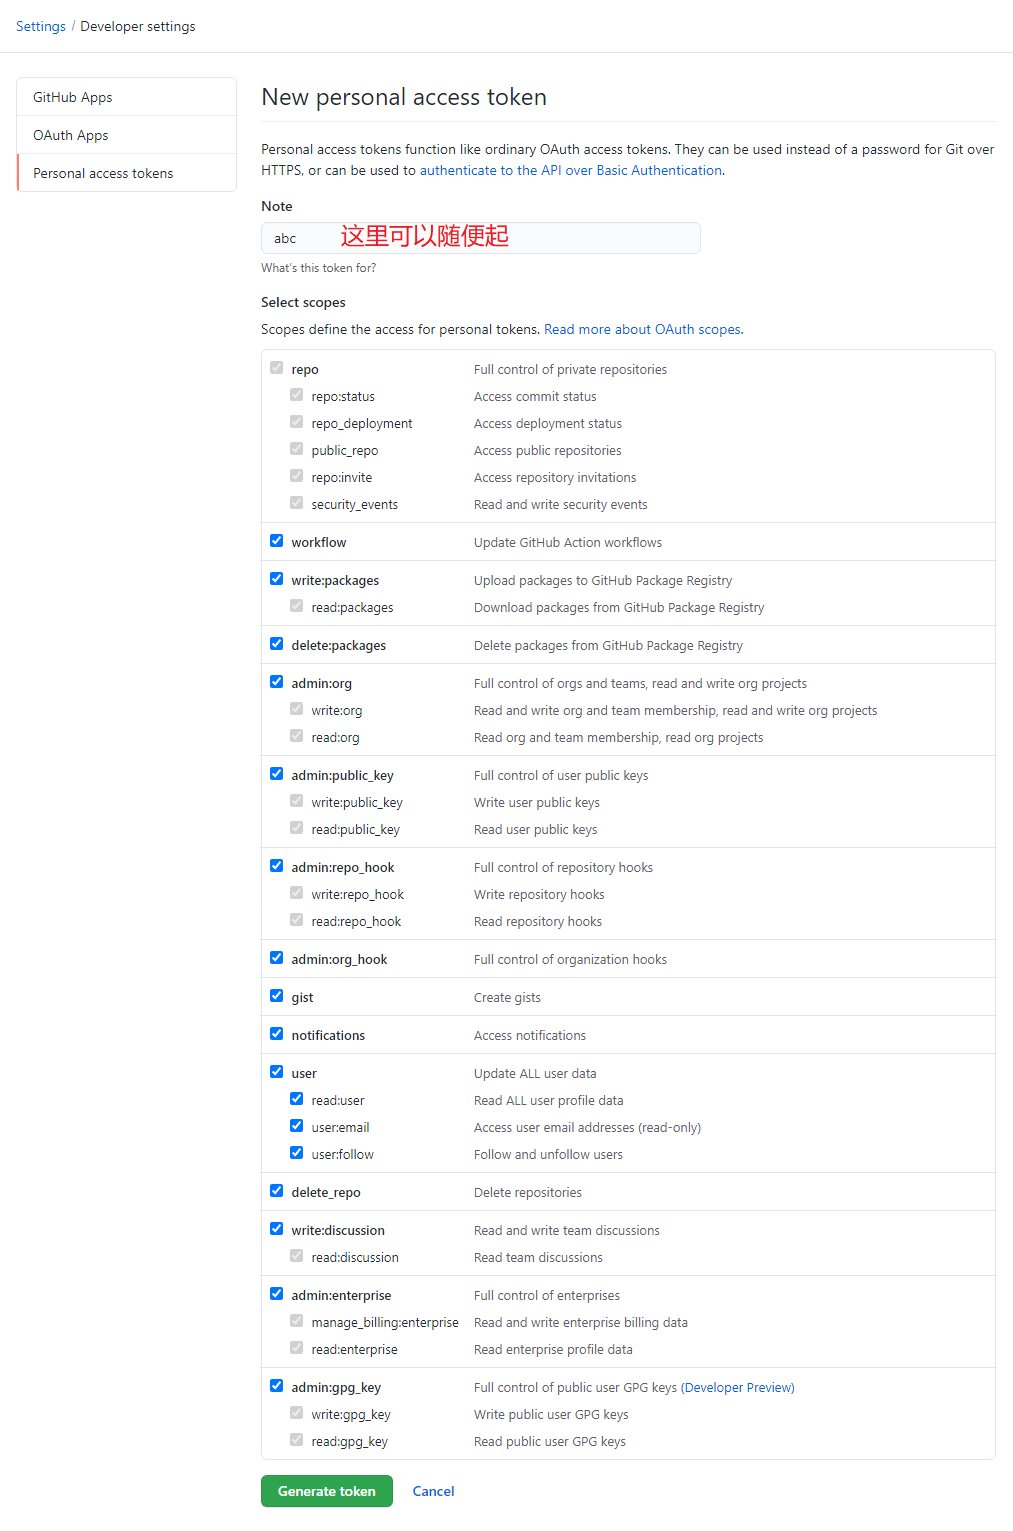 Settings / Developer settings
GitHub Apps
OAuth Apps
Personal access tokens
New personal access token
Personal access tokens function like ordinary OAuth access tokens. They can be used instead of a password for Git over
HTTPS, or can be used to authenticate to the API over Basic Authentication.
Note
abc 这里可以随便起
What's this token for?
Select scopes
Scopes define the access for personal tokens. Read more about OAuth scopes.
repo Full control of private repositories
repo:status Access commit status
repo_deployment Access deployment status
public_repo Access public repositories
repo:invite Access repository invitations
security_events Read and write security events
workflow Update GitHub Action workflows
write:packages Upload packages to GitHub Package Registry
read:packages Download packages from GitHub Package Registry
delete:packages Delete packages from GitHub Package Registry
admin:org Full control of orgs and teams, read and write org projects
write:org Read and write org and team membership, read and write org projects
read:org Read org and team membership, read org projects
admin:public_key Full control of user public keys
write:public_key Write user public keys
read:public_key Read user public keys
admin:repo_hook Full control of repository hooks
write:repo_hook Write repository hooks
read:repo_hook Read repository hooks
admin:org_hook Full control of organization hooks
gist Create gists
notifications Access notifications
user Update ALL user data
read:user Read ALL user profile data
user:email Access user email addresses (read-only)
user:follow Follow and unfollow users
delete_repo Delete repositories
write:discussion Read and write team discussions
read:discussion Read team discussions
admin:enterprise Full control of enterprises
manage_billing:enterprise Read and write enterprise billing data
read:enterprise Read enterprise profile data
admin:gpg_key Full control of public user GPG keys (Developer Preview)
write:gpg_key Write public user GPG keys
read:gpg_key Read public user GPG keys
Generate token Cancel